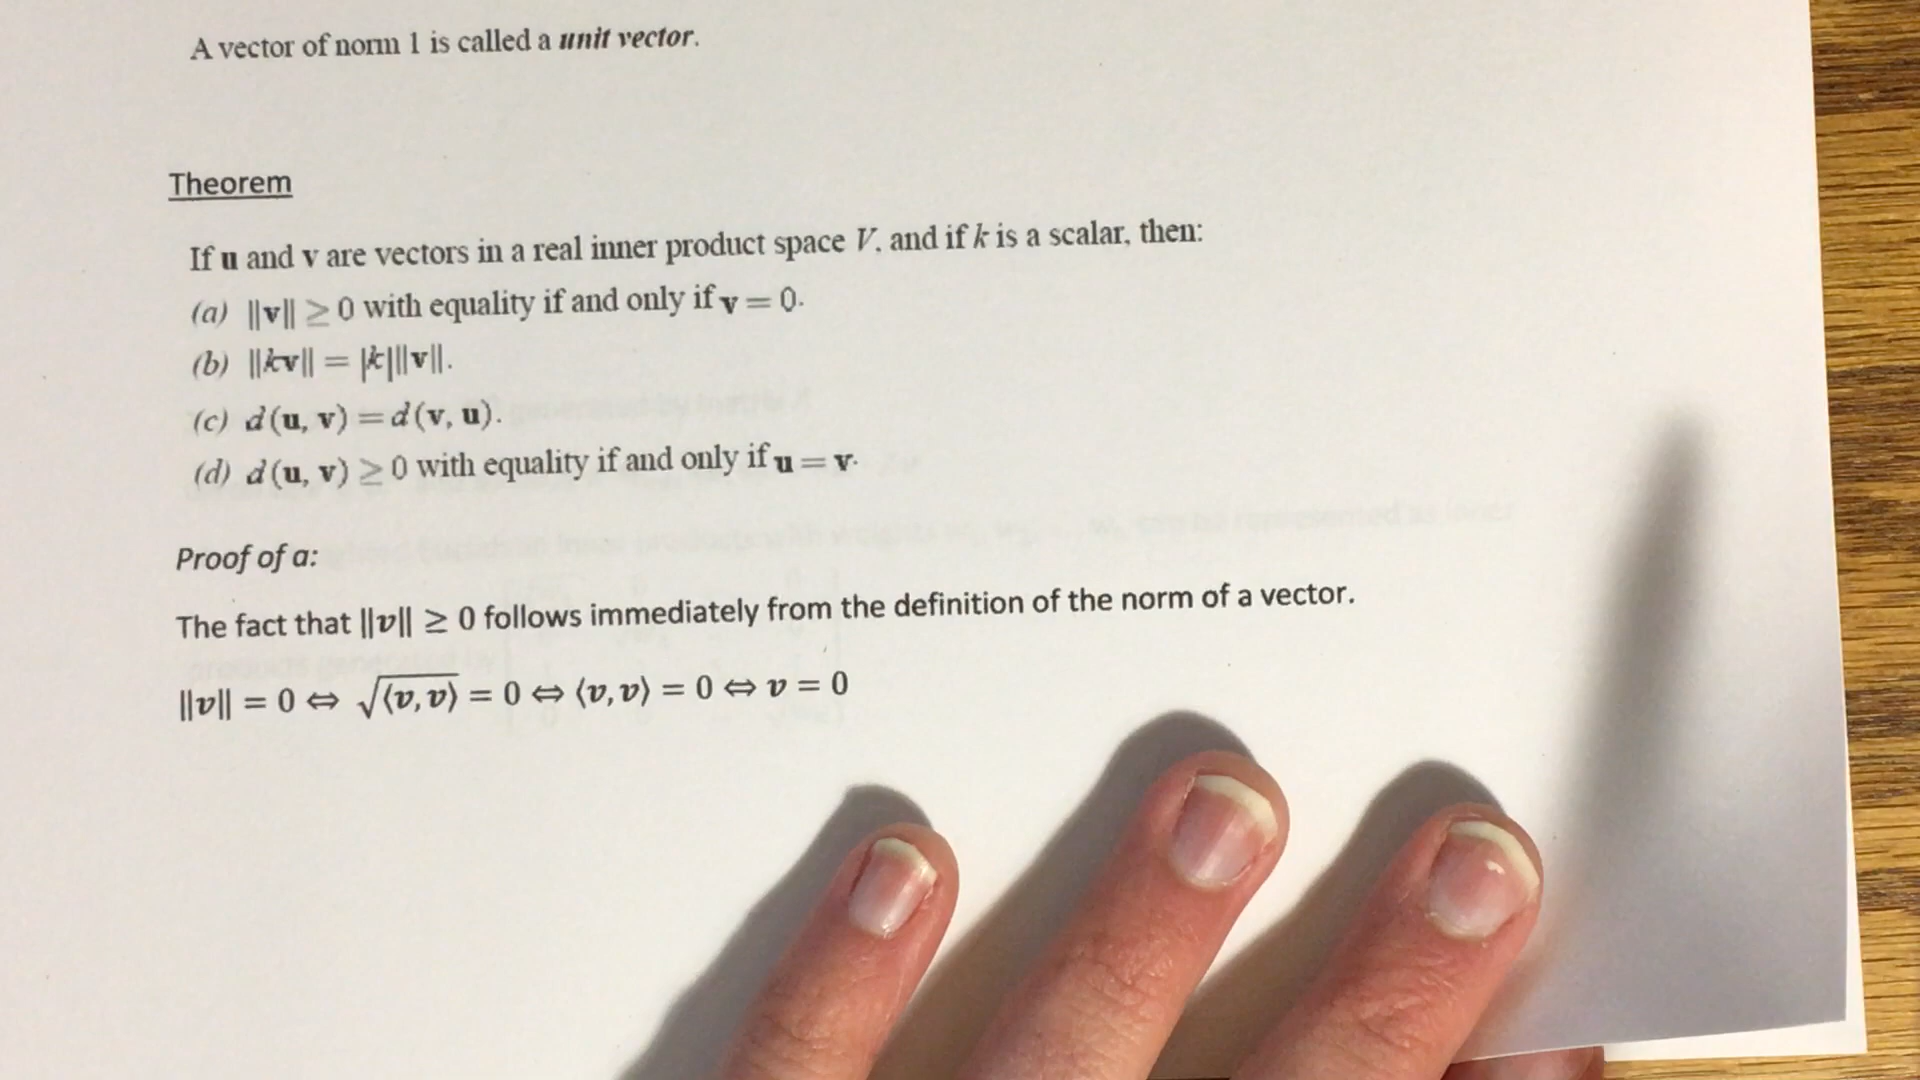 A vector of norm 1 is called a unit vector.
Theorem
If u and v are vectors in a real inner product space V, and if k is a scalar, then:
(a) ||v|| ≥ 0 with equality if and only if v = 0.
(b) ||kv|| = |k|||v||.
(c) d(u, v) = d(v, u).
(d) d(u, v) ≥ 0 with equality if and only if u = v.
Proof of a:
The fact that ||v|| ≥ 0 follows immediately from the definition of the norm of a vector.
||v|| = 0 ⇔ √⟨v, v⟩ = 0 ⇔ ⟨v, v⟩ = 0 ⇔ v = 0